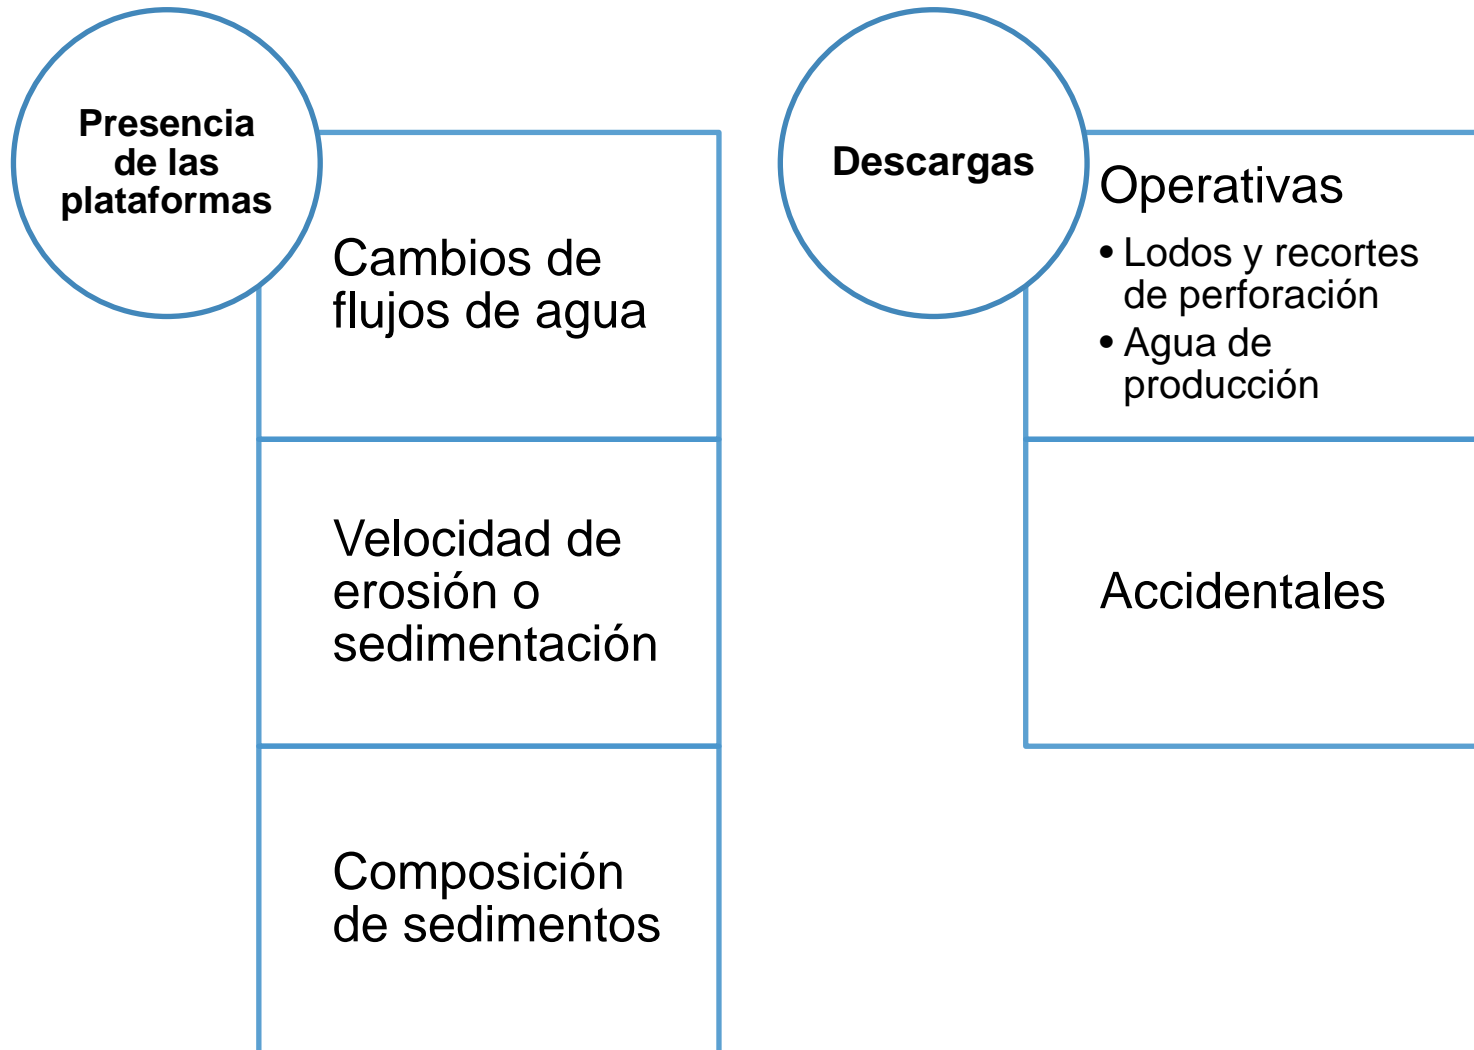 Presencia
de las
plataformas
Cambios de
flujos de agua
Velocidad de
erosión o
sedimentación
Composición
de sedimentos
Descargas
Operativas
• Lodos y recortes
de perforación
• Agua de
producción
Accidentales